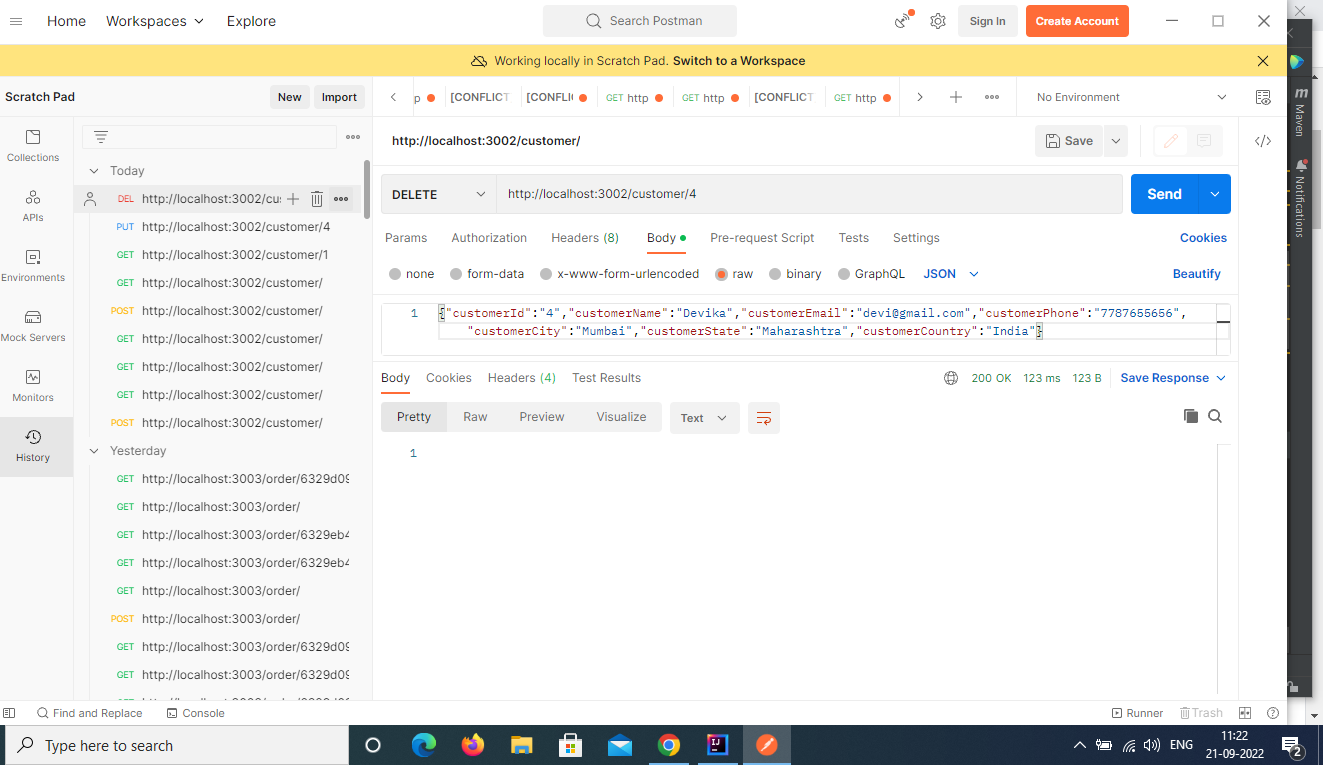 Home Workspaces Explore Search Postman Sign In Create Account
Working locally in Scratch Pad. Switch to a Workspace
Scratch Pad New Import p [CONFLICT [CONFLI GET http GET http [CONFLICT GET http No Environment
http://localhost:3002/customer/ Save
Collections
APIs
Environments
Mock Servers
Monitors
History
Today
DEL http://localhost:3002/cu
PUT http://localhost:3002/customer/4
GET http://localhost:3002/customer/1
GET http://localhost:3002/customer/
POST http://localhost:3002/customer/
GET http://localhost:3002/customer/
GET http://localhost:3002/customer/
GET http://localhost:3002/customer/
POST http://localhost:3002/customer/
Yesterday
GET http://localhost:3003/order/6329d09
GET http://localhost:3003/order/
GET http://localhost:3003/order/6329eb4
GET http://localhost:3003/order/6329eb4
GET http://localhost:3003/order/
POST http://localhost:3003/order/
GET http://localhost:3003/order/6329d09
GET http://localhost:3003/order/6329d09
DELETE http://localhost:3002/customer/4 Send
Params Authorization Headers (8) Body Pre-request Script Tests Settings Cookies
none form-data x-www-form-urlencoded raw binary GraphQL JSON Beautify
1 {"customerId":"4","customerName":"Devika","customerEmail":"devi@gmail.com","customerPhone":"7787655656",
"customerCity":"Mumbai","customerState":"Maharashtra","customerCountry":"India"}
Body Cookies Headers (4) Test Results 200 OK 123 ms 123 B Save Response
Pretty Raw Preview Visualize Text
1
m Maven
Notifications
Find and Replace Console Runner Trash
Type here to search ENG 11:22
21-09-2022 2